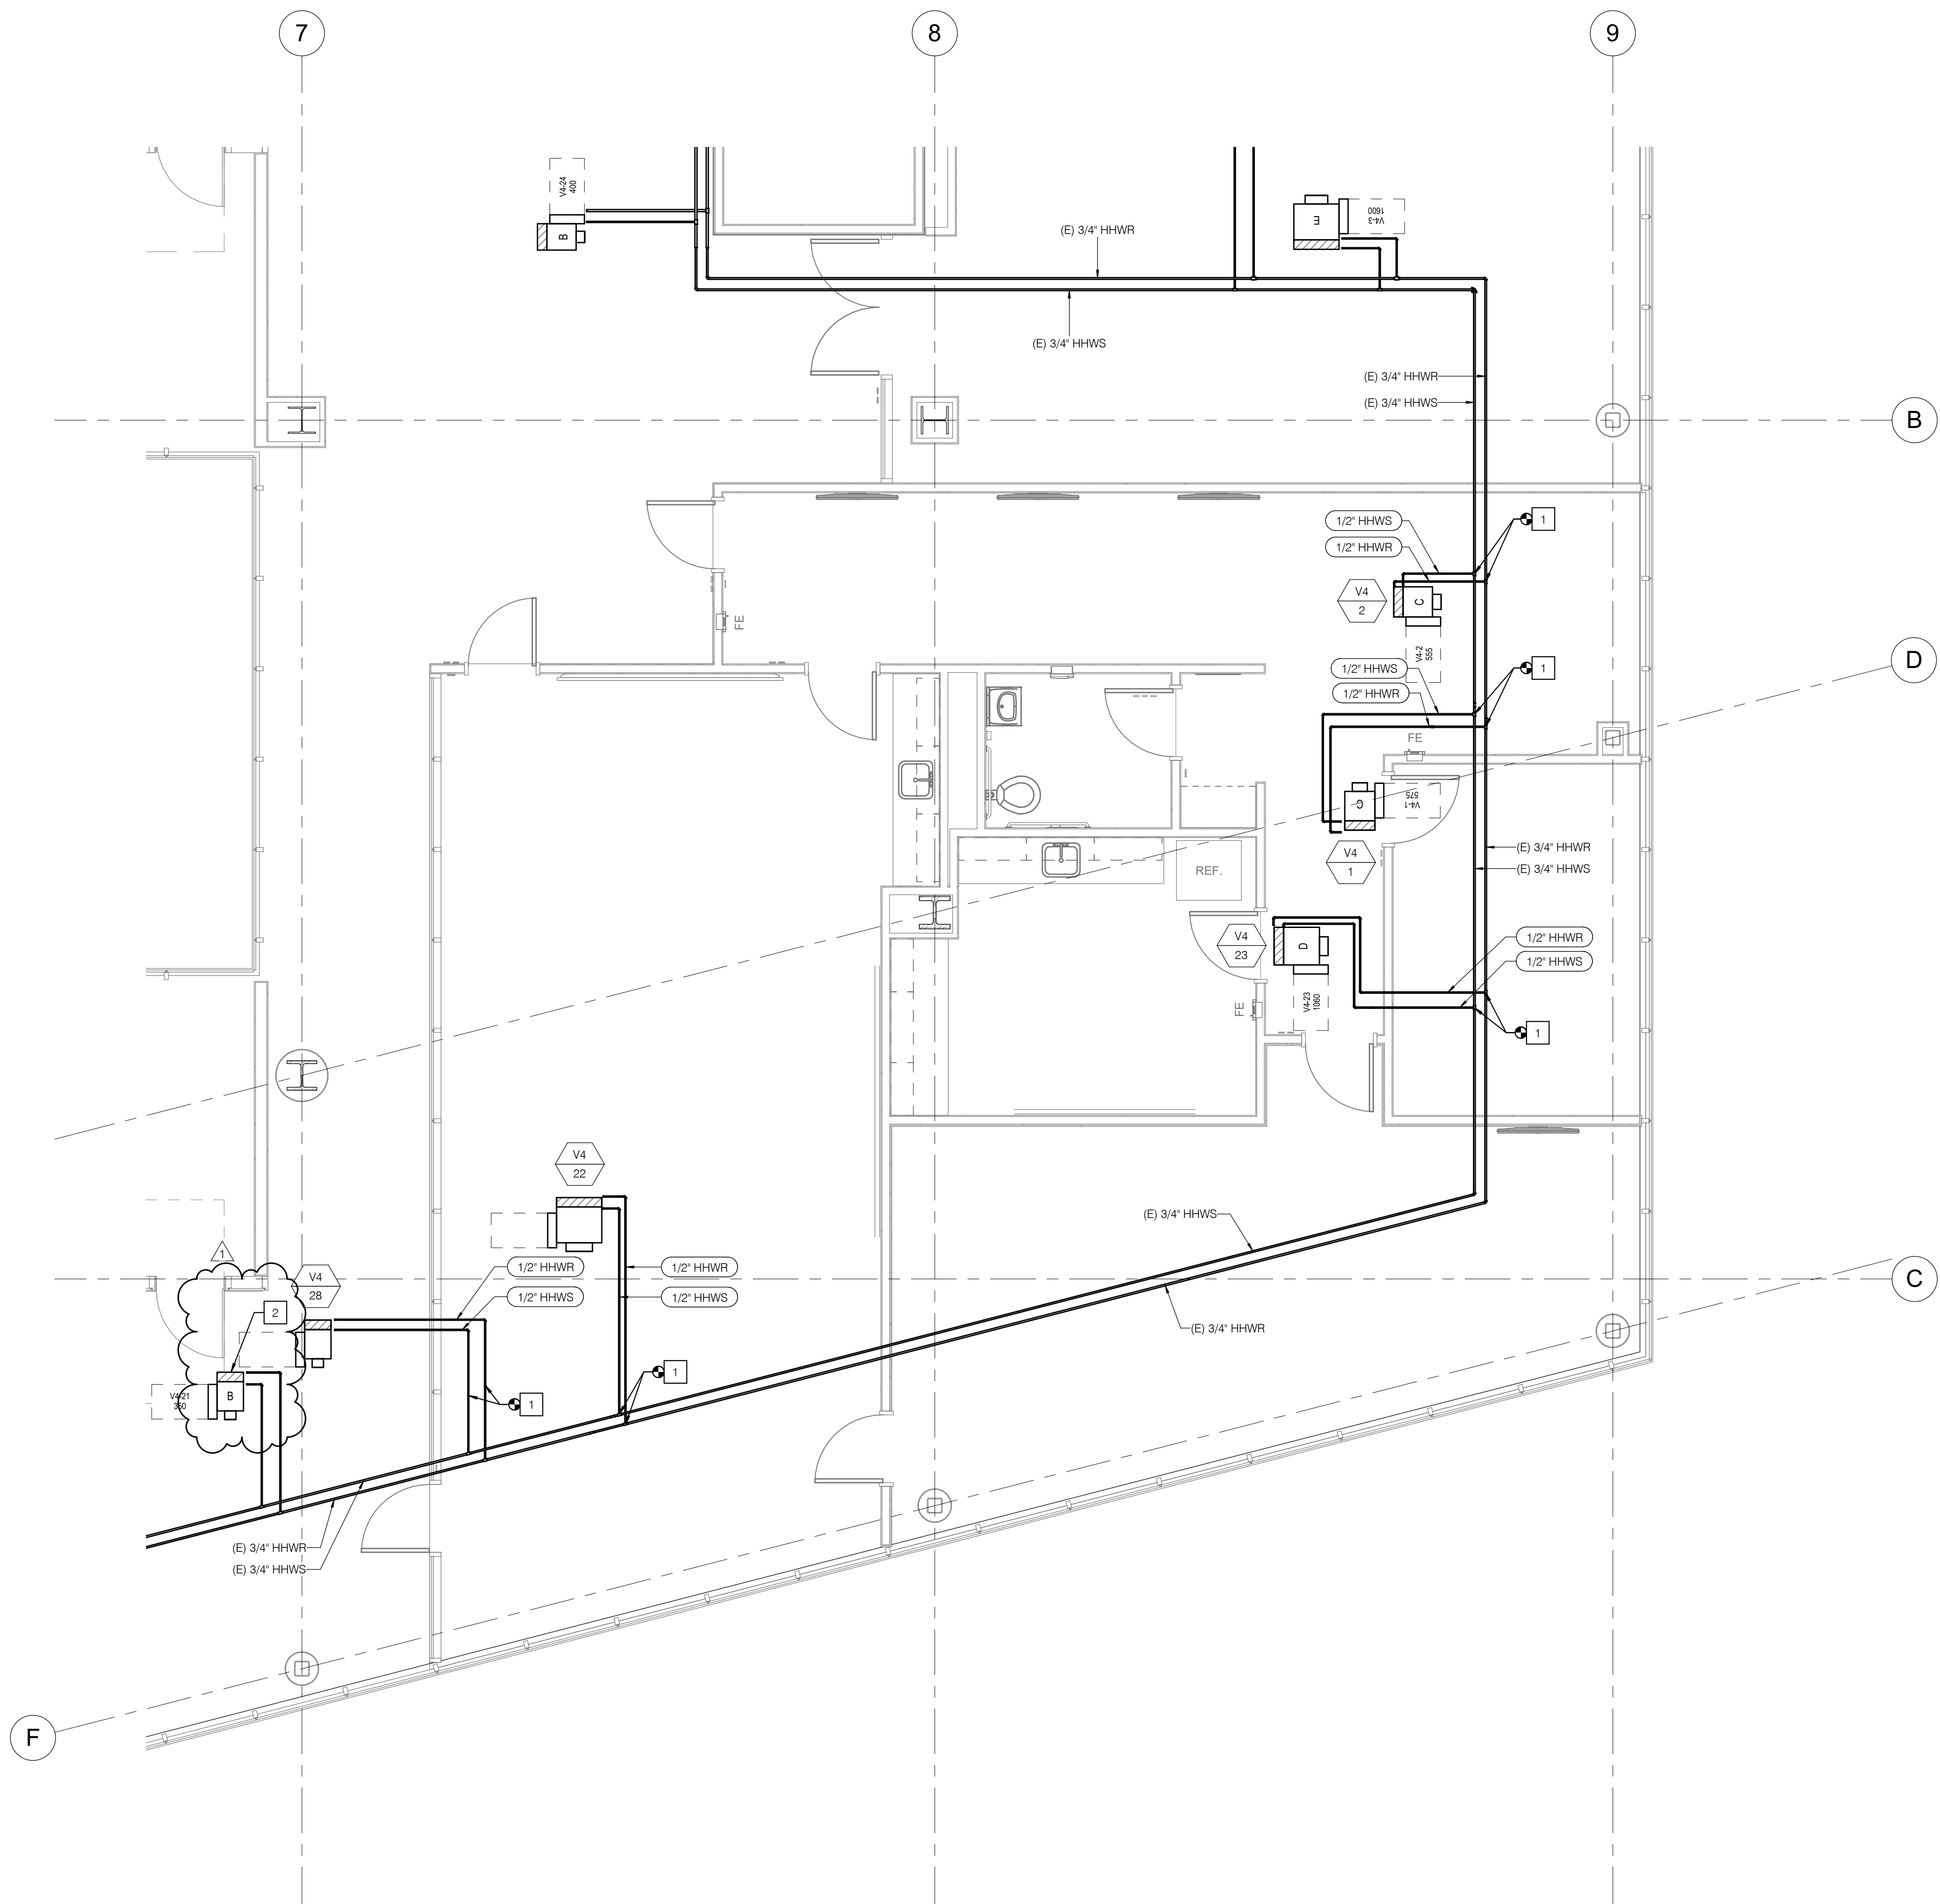 7
8
9
V4-24
400
B
E
V4-3
1600
(E) 3/4" HHWR
(E) 3/4" HHWS
(E) 3/4" HHWR
(E) 3/4" HHWS
B
1/2" HHWS
1
1/2" HHWR
V4
2
C
FE
V4-2
555
1/2" HHWS
1
1/2" HHWR
D
FE
C
V4-1
575
V4
1
(E) 3/4" HHWR
(E) 3/4" HHWS
REF.
V4
23
D
1/2" HHWR
1/2" HHWS
V4-23
1060
FE
1
V4
22
(E) 3/4" HHWS
1
V4
28
1/2" HHWR
1/2" HHWR
1/2" HHWS
1/2" HHWS
C
2
(E) 3/4" HHWR
1
V4-21
350
B
1
(E) 3/4" HHWR
(E) 3/4" HHWS
F